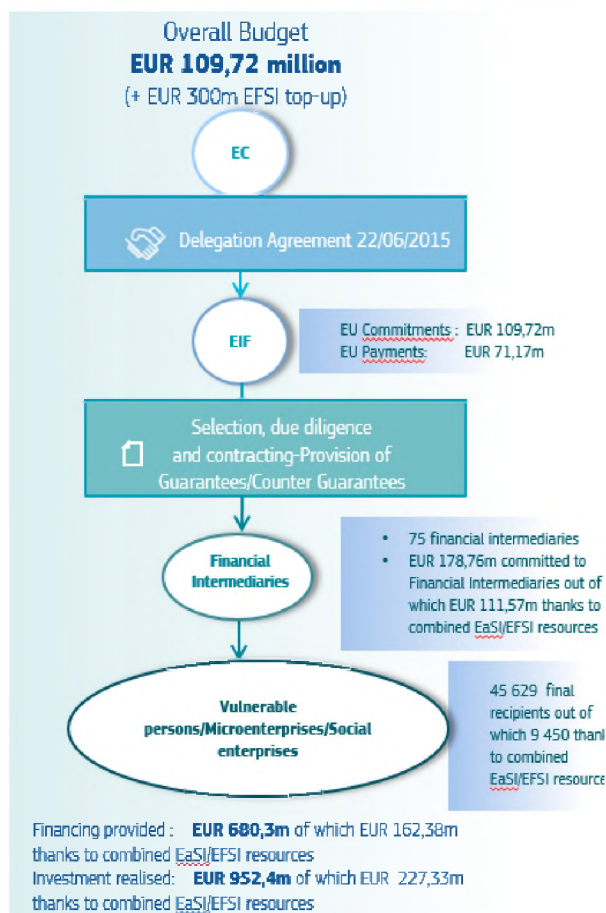 Overall Budget
EUR 109,72 million
(+ EUR 300m EFSI top-up)
EC
Delegation Agreement 22/06/2015
EIF
EU Commitments : EUR 109,72m
EU Payments: EUR 71,17m
Selection, due diligence
and contracting-Provision of
Guarantees/Counter Guarantees
Financial
Intermediaries
• 75 financial intermediaries
• EUR 178,76m committed to
Financial Intermediaries out of
which EUR 111,57m thanks to
combined EaSI/EFSI resources
Vulnerable
persons/Microenterprises/Social
enterprises
45 629 final
recipients out of
which 9 450 thank
to combined
EaSI/EFSI resource
Financing provided : EUR 680,3m of which EUR 162,38m
thanks to combined EaSI/EFSI resources
Investment realised: EUR 952,4m of which EUR 227,33m
thanks to combined EaSI/EFSI resources